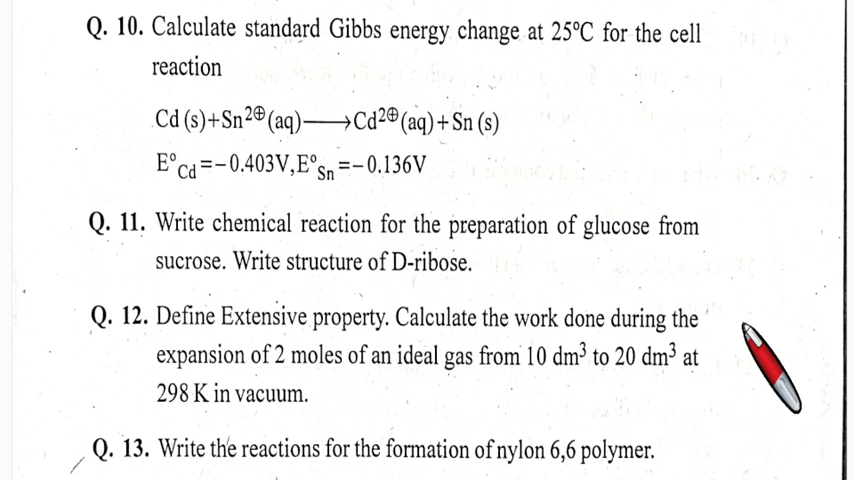 Q. 10. Calculate standard Gibbs energy change at 25°C for the cell
reaction
Cd (s)+Sn²⊕(aq)⟶Cd²⊕(aq)+Sn (s)
E°Cd=−0.403V,E°Sn=−0.136V
Q. 11. Write chemical reaction for the preparation of glucose from
sucrose. Write structure of D-ribose.
Q. 12. Define Extensive property. Calculate the work done during the
expansion of 2 moles of an ideal gas from 10 dm³ to 20 dm³ at
298 K in vacuum.
Q. 13. Write the reactions for the formation of nylon 6,6 polymer.